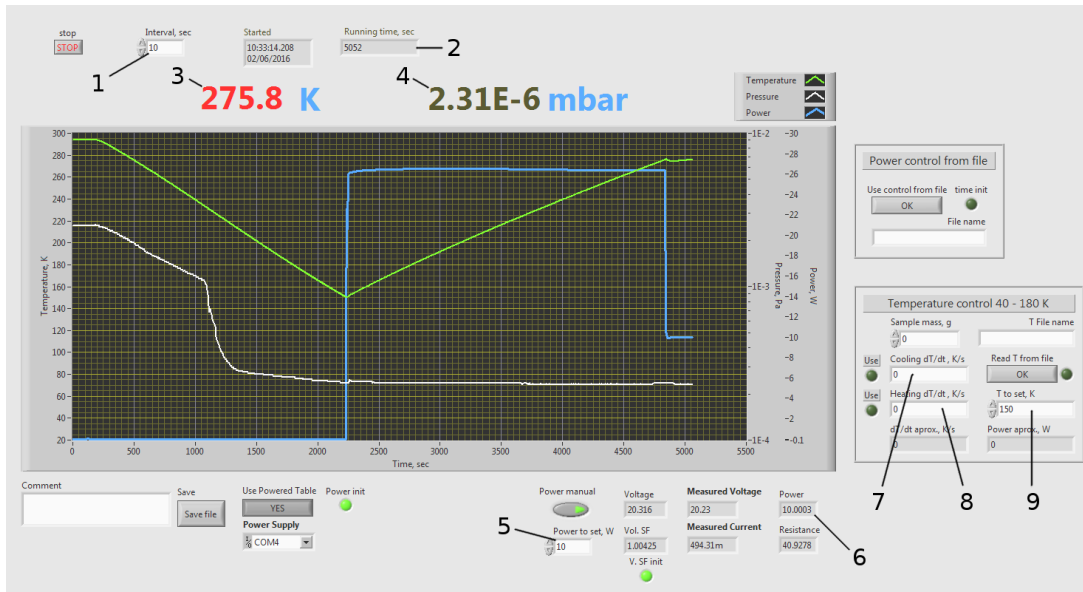 stop
STOP
Interval, sec
10
Started
10:33:14.208
02/06/2016
Running time, sec
5052
1
2
3
4
275.8 K
2.31E-6 mbar
Temperature
Pressure
Power
300
280
260
240
220
200
180
160
140
120
100
80
60
40
20
Temperature, K
0
500
1000
1500
2000
2500
3000
3500
4000
4500
5000
5500
Time, sec
1E-2
1E-3
1E-4
Pressure, Pa
-30
-28
-26
-24
-22
-20
-18
-16
-14
-12
-10
-8
-6
-4
-2
-0.1
Power, W
Power control from file
Use control from file
time init
OK
File name
Temperature control 40 - 180 K
Sample mass, g
T File name
0
Use
Cooling dT/dt , K/s
Read T from file
0
OK
Use
Heating dT/dt , K/s
T to set, K
0
150
dT/dt aprox., K/s
Power aprox., W
0
0
7
8
9
Comment
Save
Save file
Use Powered Table
Power init
YES
Power Supply
COM4
Power manual
Voltage
Measured Voltage
Power
20.316
20.23
10.0003
5
Power to set, W
Vol. SF
Measured Current
Resistance
10
1.00425
494.31m
40.9278
6
V. SF init